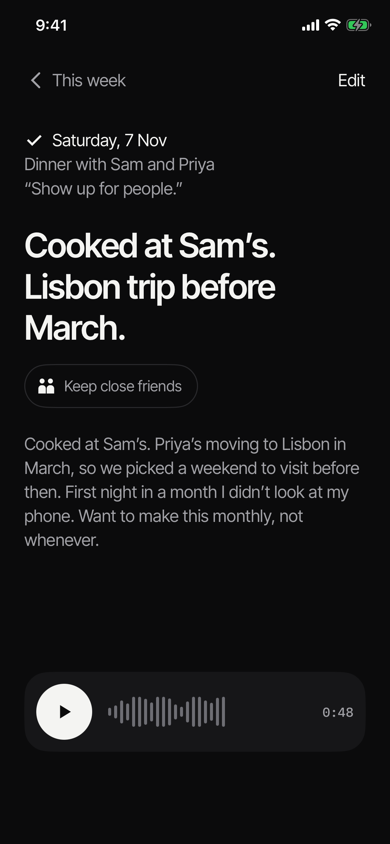 9:41
This week
Edit
Saturday, 7 Nov
Dinner with Sam and Priya
“Show up for people.”
Cooked at Sam’s.
Lisbon trip before
March.
Keep close friends
Cooked at Sam’s. Priya’s moving to Lisbon in
March, so we picked a weekend to visit before
then. First night in a month I didn’t look at my
phone. Want to make this monthly, not
whenever.
0:48